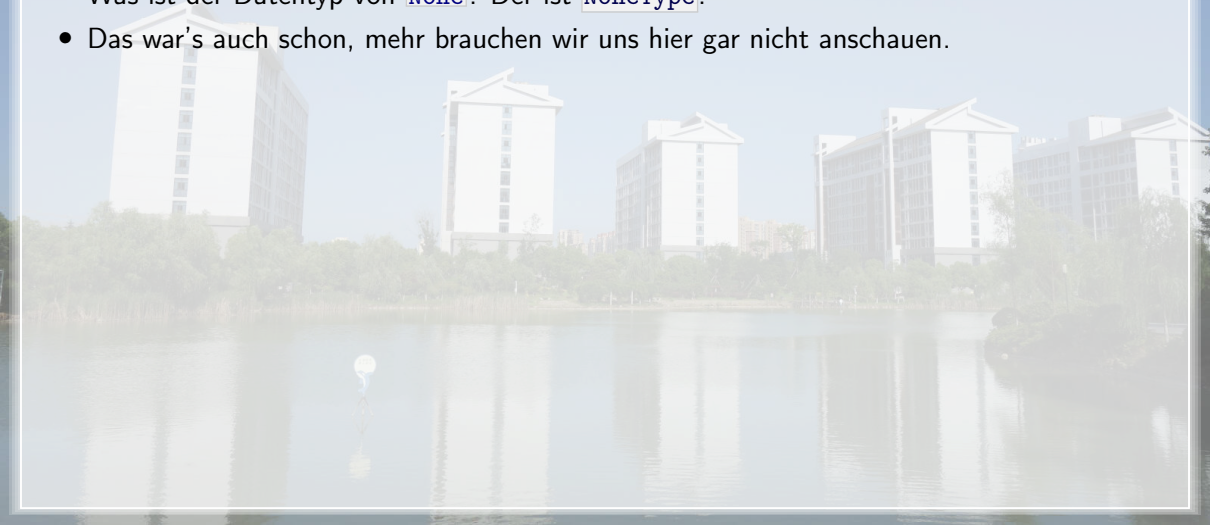 Was ist der Datentyp von None? Der ist NoneType.
• Das war's auch schon, mehr brauchen wir uns hier gar nicht anschauen.